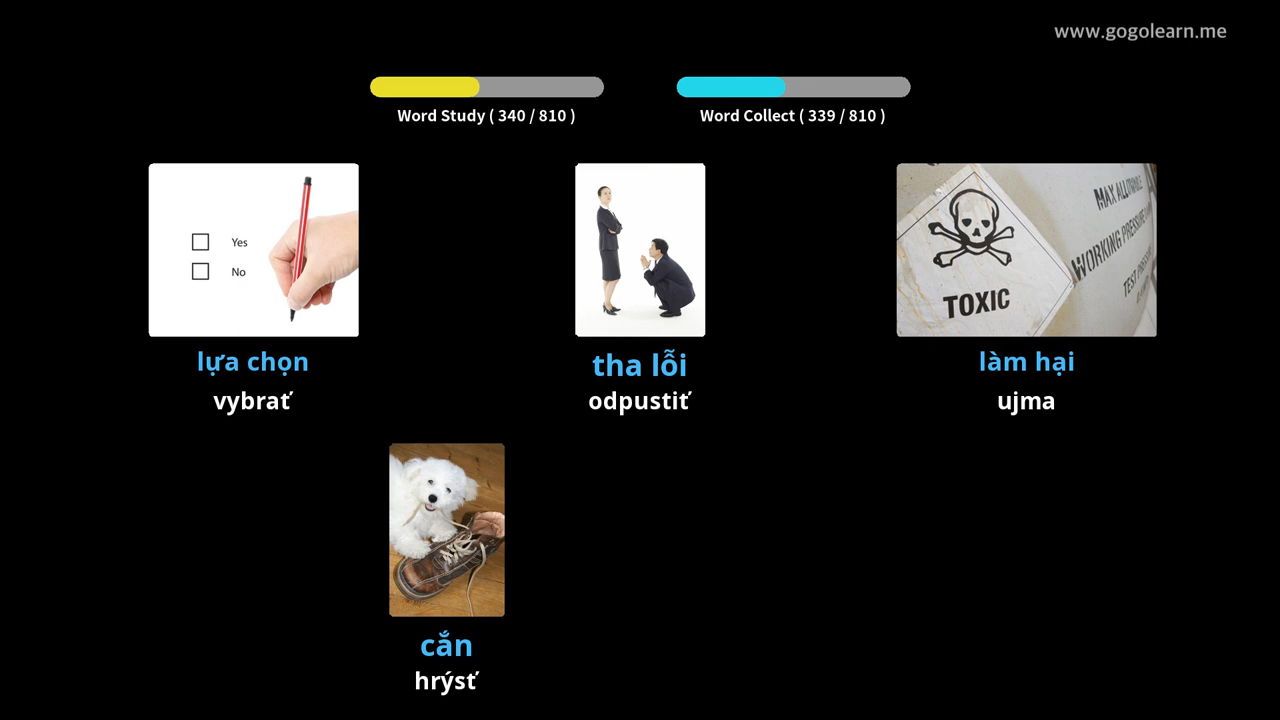 www.gogolearn.me
Word Study ( 340 / 810 )
Word Collect ( 339 / 810 )
Yes
No
MAX ALLOWABLE
WORKING PRESSURE
TEST
TOXIC
lựa chọn
tha lỗi
làm hại
vybrať
odpustiť
ujma
cắn
hrýsť